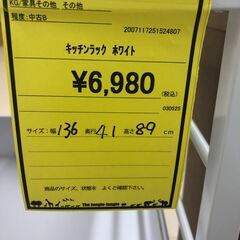 KG/家具その他 その他
程度:中古B
2007117251524807
キッチンラック ホワイト
¥6,980
(税込)
030525
サイズ:幅 136 奥行 41 高さ 89 cm
商品のサイズ、状態をよくご確認下さい。
The Jungle-Jungle